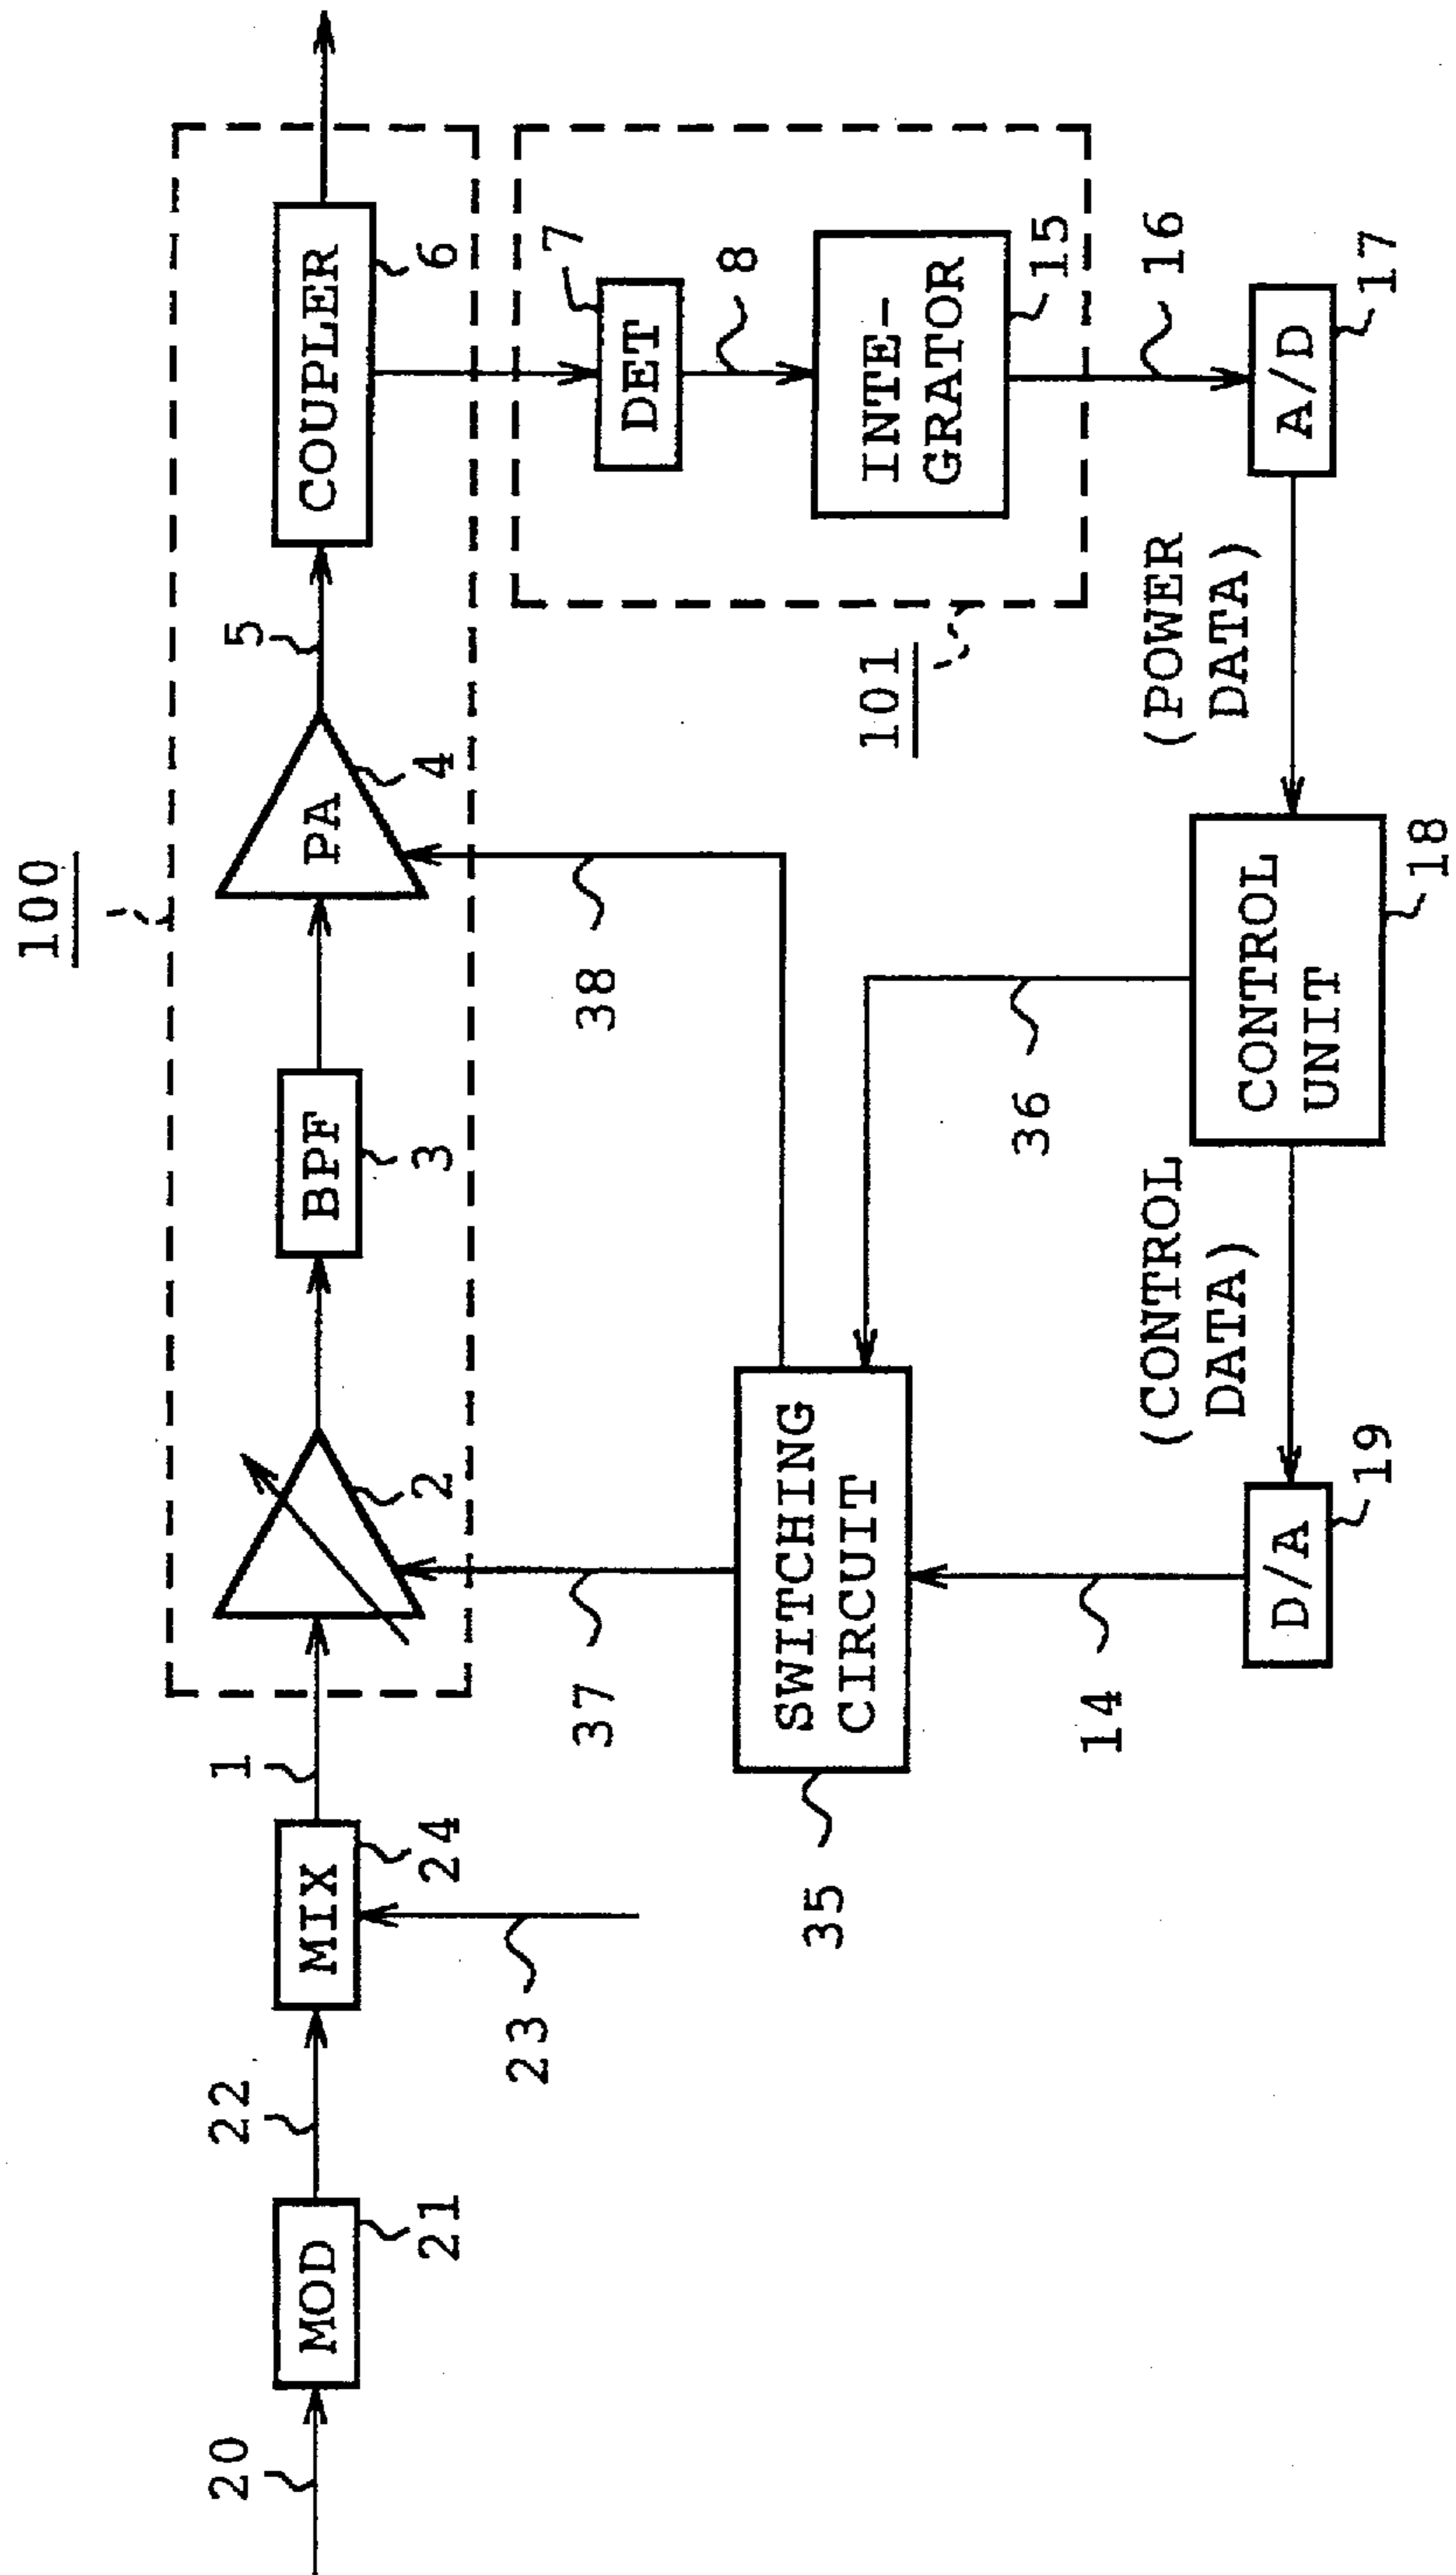 100
20
MOD
21
22
MIX
24
23
1
2
BPF
3
PA
4
5
COUPLER
6
37
38
DET
7
8
INTE-
GRATOR
15
101
16
SWITCHING
CIRCUIT
35
36
14
D/A
19
(CONTROL
DATA)
CONTROL
UNIT
18
(POWER
DATA)
A/D
17